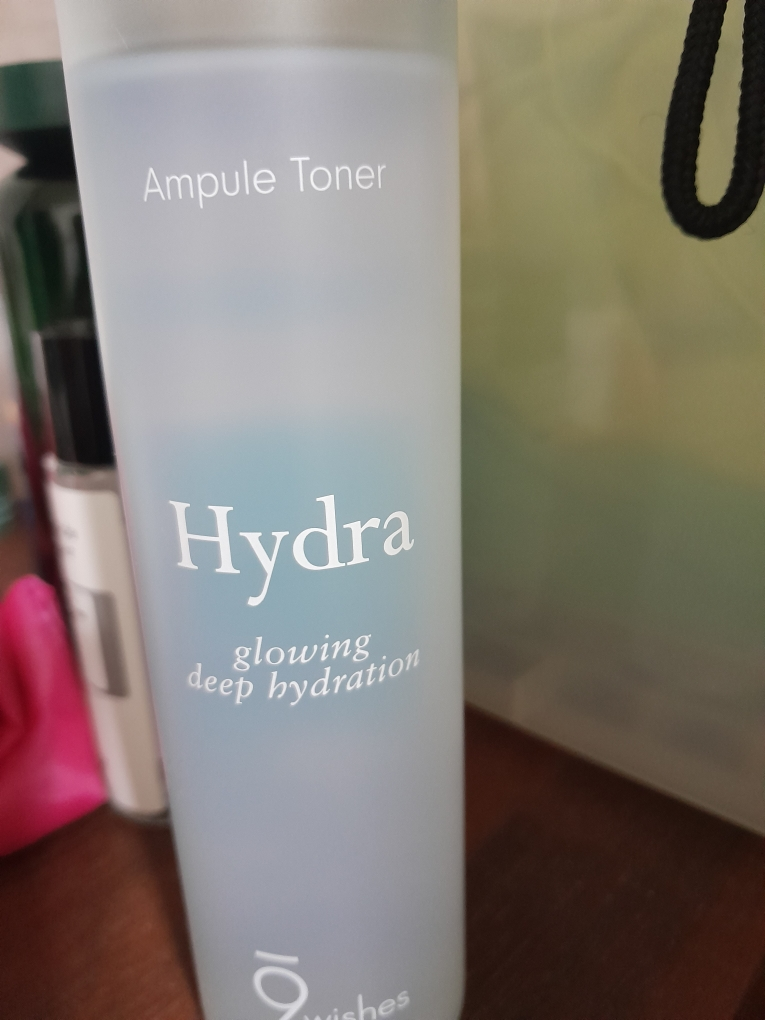 Ampule Toner
Hydra
glowing
deep hydration
9 wishes